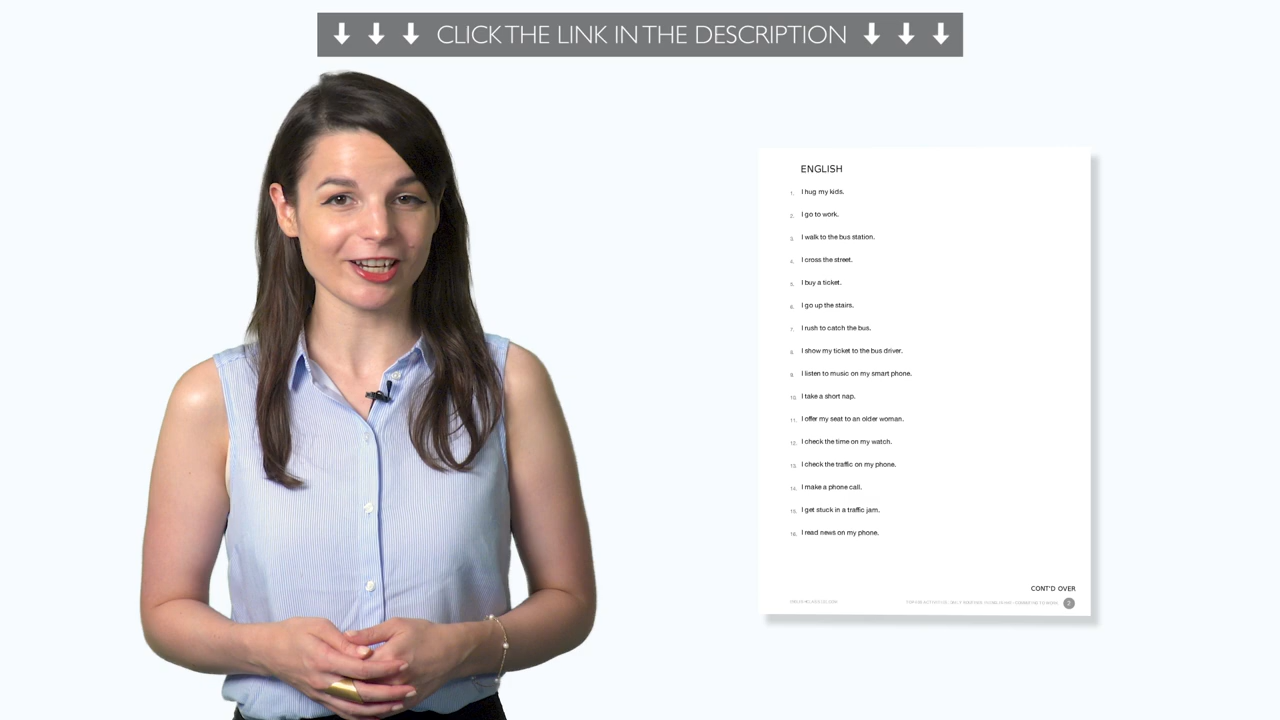 CLICK THE LINK IN THE DESCRIPTION
ENGLISH
1. I hug my kids.
2. I go to work.
3. I walk to the bus station.
4. I cross the street.
5. I buy a ticket.
6. I go up the stairs.
7. I rush to catch the bus.
8. I show my ticket to the bus driver.
9. I listen to music on my smart phone.
10. I take a short nap.
11. I offer my seat to an older woman.
12. I check the time on my watch.
13. I check the traffic on my phone.
14. I make a phone call.
15. I get stuck in a traffic jam.
16. I read news on my phone.
CONT'D OVER
2